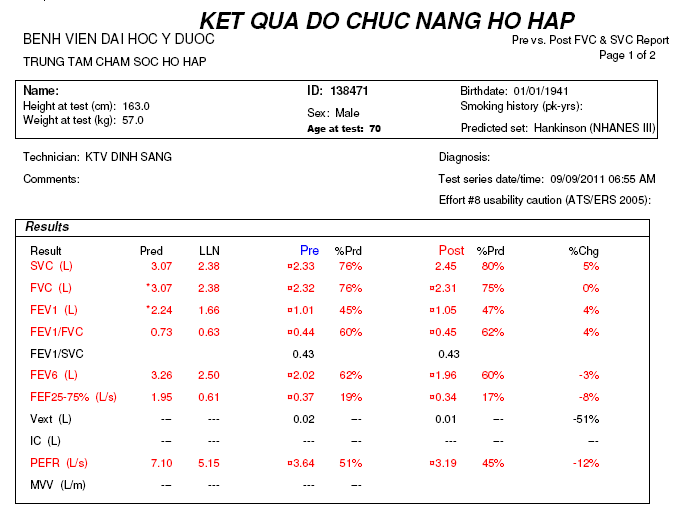 KET QUA DO CHUC NANG HO HAP
BENH VIEN DAI HOC Y DUOC
Pre vs. Post FVC & SVC Report
Page 1 of 2
TRUNG TAM CHAM SOC HO HAP
Name: ID: 138471 Birthdate: 01/01/1941
Height at test (cm): 163.0 Sex: Male Smoking history (pk-yrs):
Weight at test (kg): 57.0 Age at test: 70 Predicted set: Hankinson (NHANES III)
Technician: KTV DINH SANG Diagnosis:
Comments: Test series date/time: 09/09/2011 06:55 AM
Effort #8 usability caution (ATS/ERS 2005):
Results
Result Pred LLN Pre %Prd Post %Prd %Chg
SVC (L) 3.07 2.38 ¤2.33 76% 2.45 80% 5%
FVC (L) *3.07 2.38 ¤2.32 76% ¤2.31 75% 0%
FEV1 (L) *2.24 1.66 ¤1.01 45% ¤1.05 47% 4%
FEV1/FVC 0.73 0.63 ¤0.44 60% ¤0.45 62% 4%
FEV1/SVC 0.43 0.43
FEV6 (L) 3.26 2.50 ¤2.02 62% ¤1.96 60% -3%
FEF25-75% (L/s) 1.95 0.61 ¤0.37 19% ¤0.34 17% -8%
Vext (L) --- --- 0.02 --- 0.01 --- -51%
IC (L) --- --- --- --- --- --- ---
PEFR (L/s) 7.10 5.15 ¤3.64 51% ¤3.19 45% -12%
MVV (L/m) --- --- --- ---